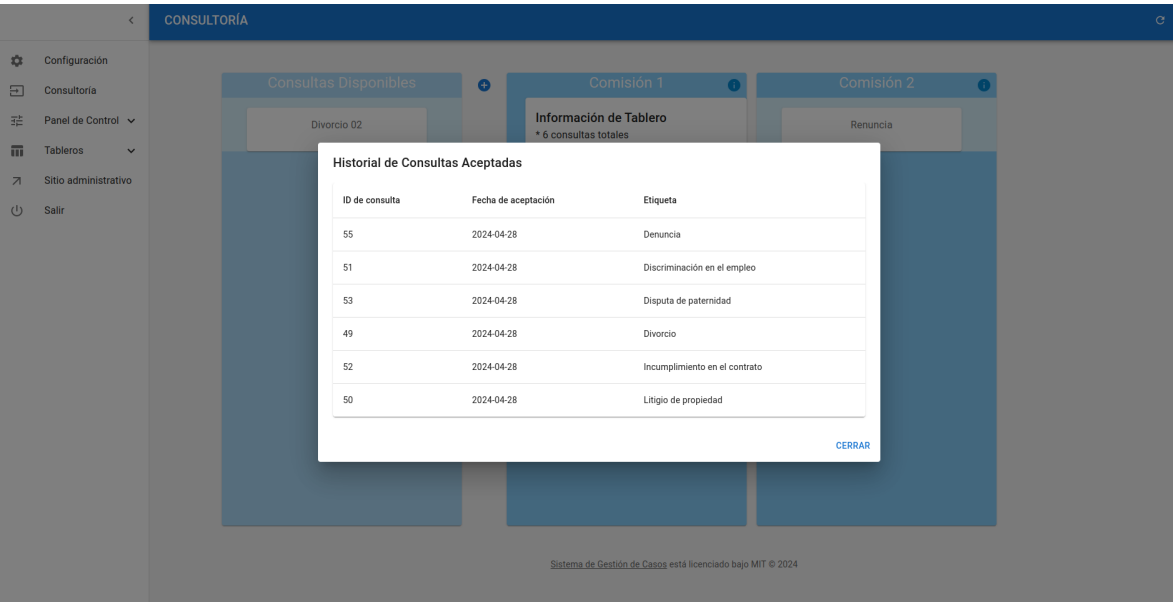 CONSULTORÍA
Configuración
Consultoría
Panel de Control
Tableros
Sitio administrativo
Salir
Consultas Disponibles
Divorcio 02
Comisión 1
Información de Tablero
* 6 consultas totales
Comisión 2
Renuncia
Historial de Consultas Aceptadas
ID de consulta Fecha de aceptación Etiqueta
55 2024-04-28 Denuncia
51 2024-04-28 Discriminación en el empleo
53 2024-04-28 Disputa de paternidad
49 2024-04-28 Divorcio
52 2024-04-28 Incumplimiento en el contrato
50 2024-04-28 Litigio de propiedad
CERRAR
Sistema de Gestión de Casos está licenciado bajo MIT © 2024